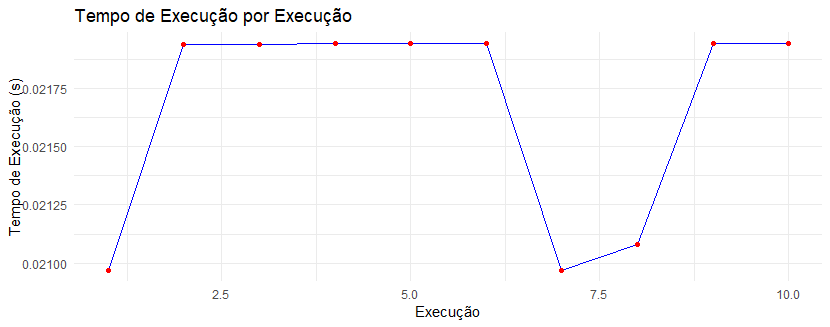 Tempo de Execução por Execução
Tempo de Execução (s)
0.02175
0.02150
0.02125
0.02100
2.5
5.0
7.5
10.0
Execução